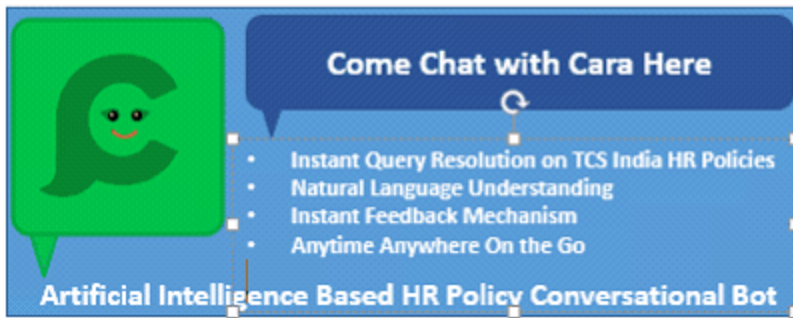 Come Chat with Cara Here
• Instant Query Resolution on TCS India HR Policies
• Natural Language Understanding
• Instant Feedback Mechanism
• Anytime Anywhere On the Go
Artificial Intelligence Based HR Policy Conversational Bot